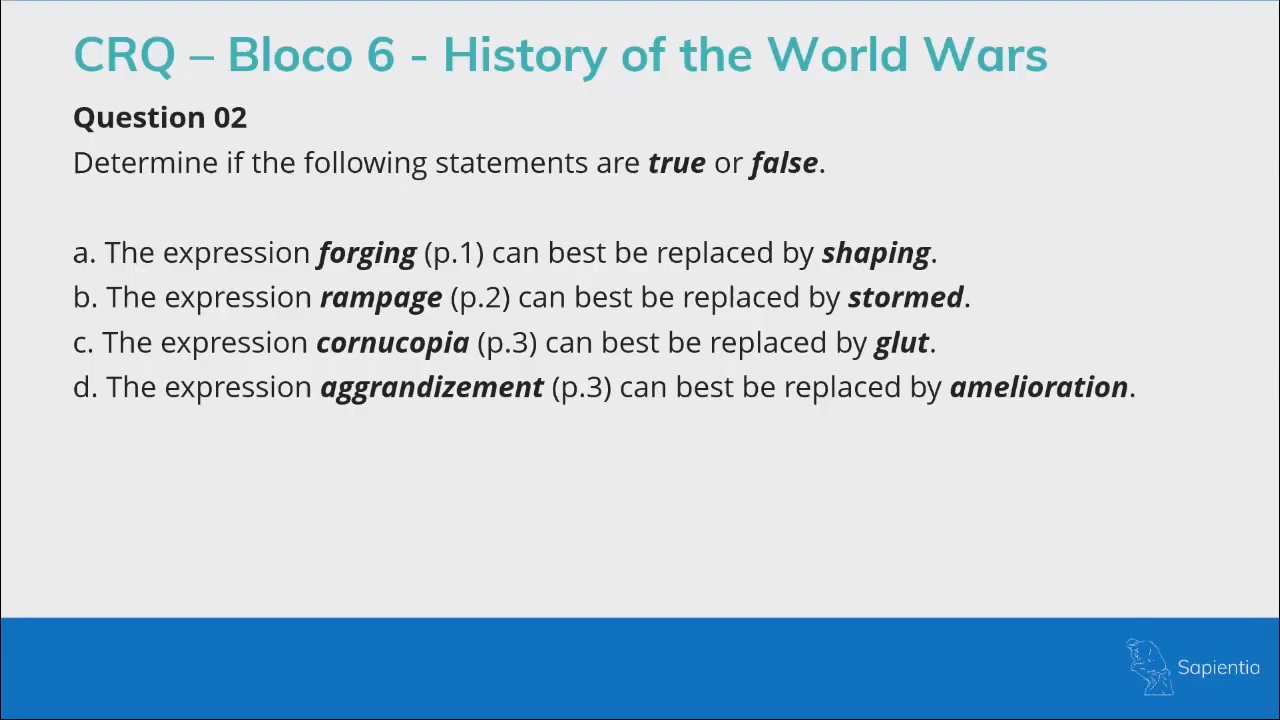 CRQ – Bloco 6 - History of the World Wars
Question 02
Determine if the following statements are true or false.
a. The expression forging (p.1) can best be replaced by shaping.
b. The expression rampage (p.2) can best be replaced by stormed.
c. The expression cornucopia (p.3) can best be replaced by glut.
d. The expression aggrandizement (p.3) can best be replaced by amelioration.
Sapientia